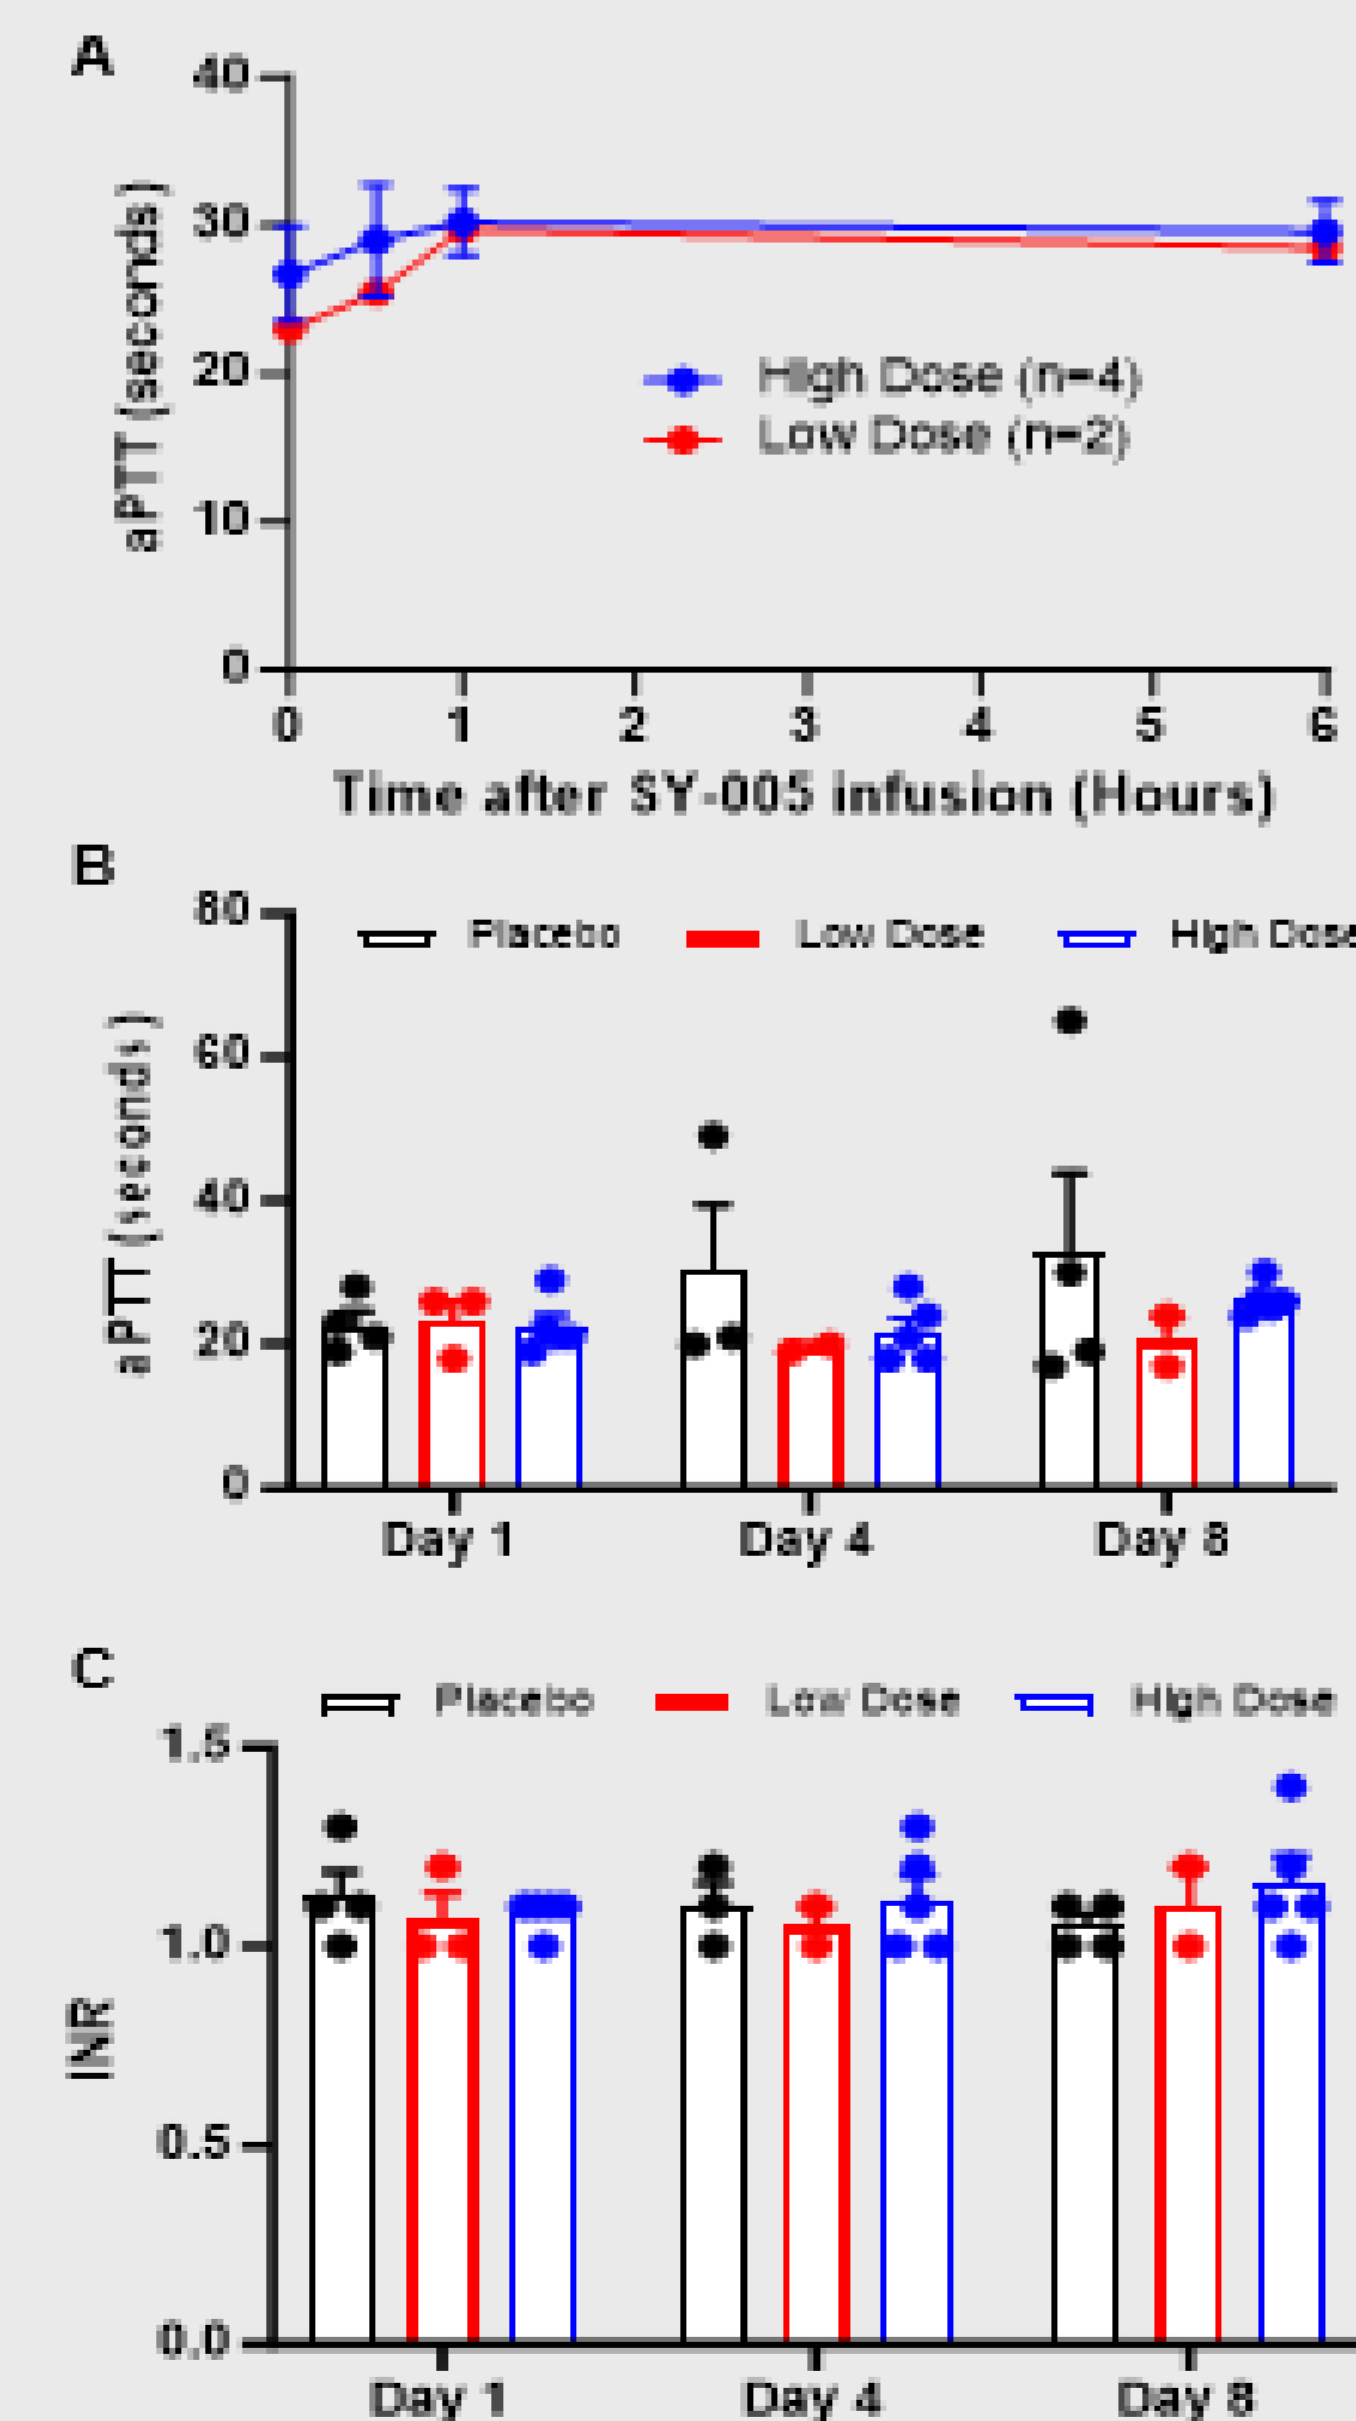 A
40
30
20
10
0
aPTT (seconds)
High Dose (n=4)
Low Dose (n=2)
0 1 2 3 4 5 6
Time after SY-005 infusion (Hours)
B
80
60
40
20
0
aPTT (seconds)
Placebo Low Dose High Dose
Day 1 Day 4 Day 8
C
Placebo Low Dose High Dose
1.5
1.0
0.5
0.0
INR
Day 1 Day 4 Day 8